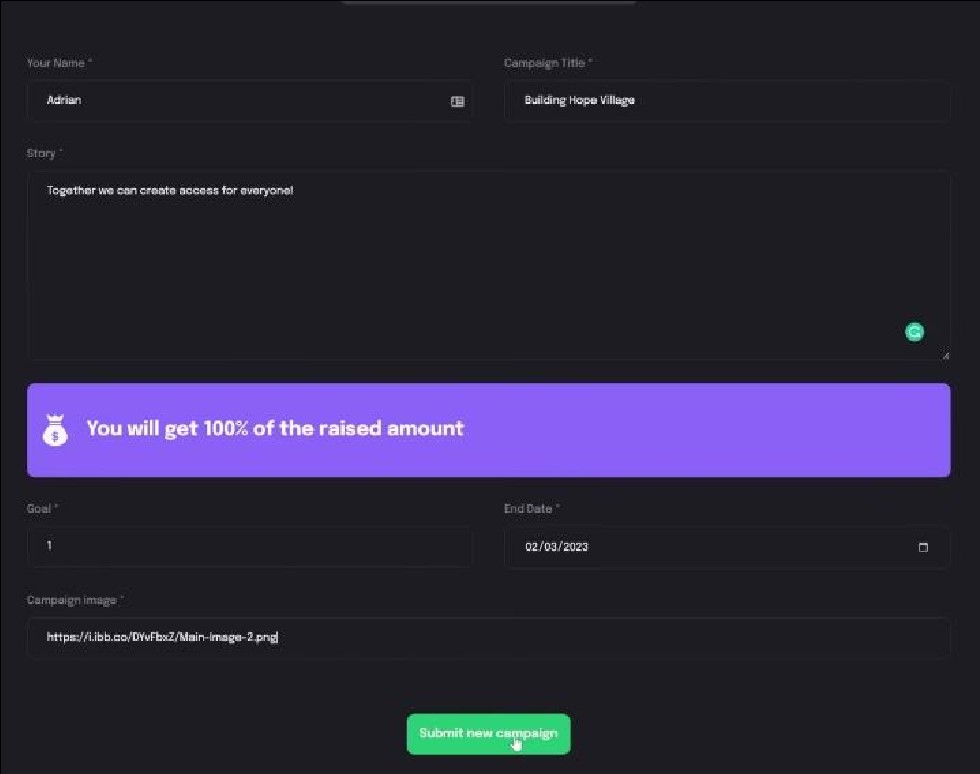 Your Name *
Campaign Title *
Adrian
Building Hope Village
Story *
Together we can create access for everyone!
$
You will get 100% of the raised amount
Goal *
End Date *
1
02/03/2023
Campaign image *
https://i.ibb.co/DYvFbxZ/Main-Image-2.png
Submit new campaign